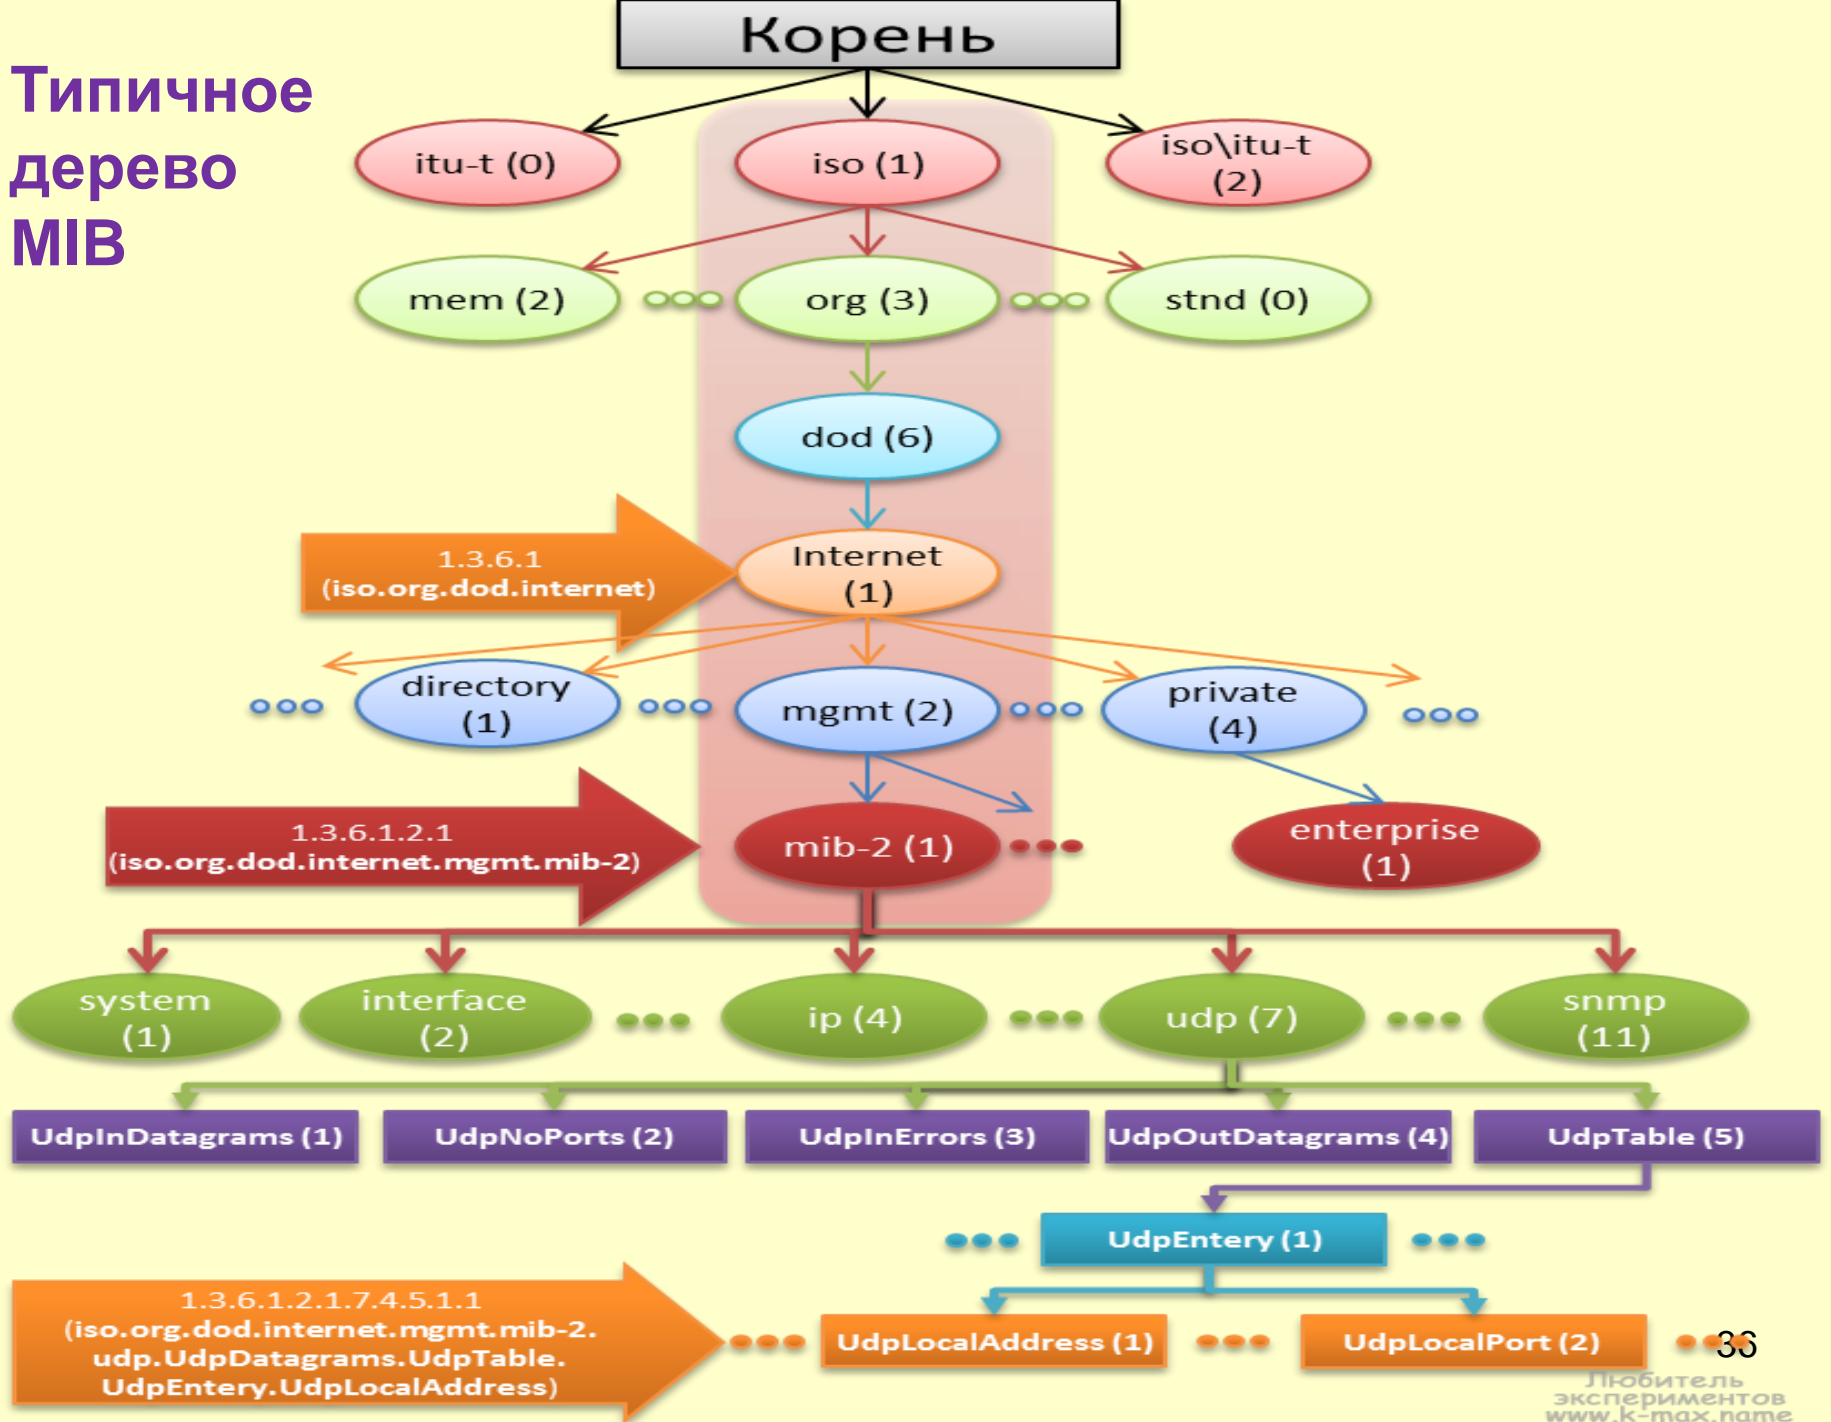 Корень
Типичное
дерево
MIB
itu-t (0)
iso (1)
iso\itu-t
(2)
mem (2)
org (3)
stnd (0)
dod (6)
1.3.6.1
(iso.org.dod.internet)
Internet
(1)
directory
(1)
mgmt (2)
private
(4)
1.3.6.1.2.1
(iso.org.dod.internet.mgmt.mib-2)
mib-2 (1)
enterprise
(1)
system
(1)
interface
(2)
ip (4)
udp (7)
snmp
(11)
UdpInDatagrams (1)
UdpNoPorts (2)
UdpInErrors (3)
UdpOutDatagrams (4)
UdpTable (5)
UdpEntery (1)
1.3.6.1.2.1.7.4.5.1.1
(iso.org.dod.internet.mgmt.mib-2.
udp.UdpDatagrams.UdpTable.
UdpEntery.UdpLocalAddress)
UdpLocalAddress (1)
UdpLocalPort (2)
36
Любитель
экспериментов
www.k-max.name